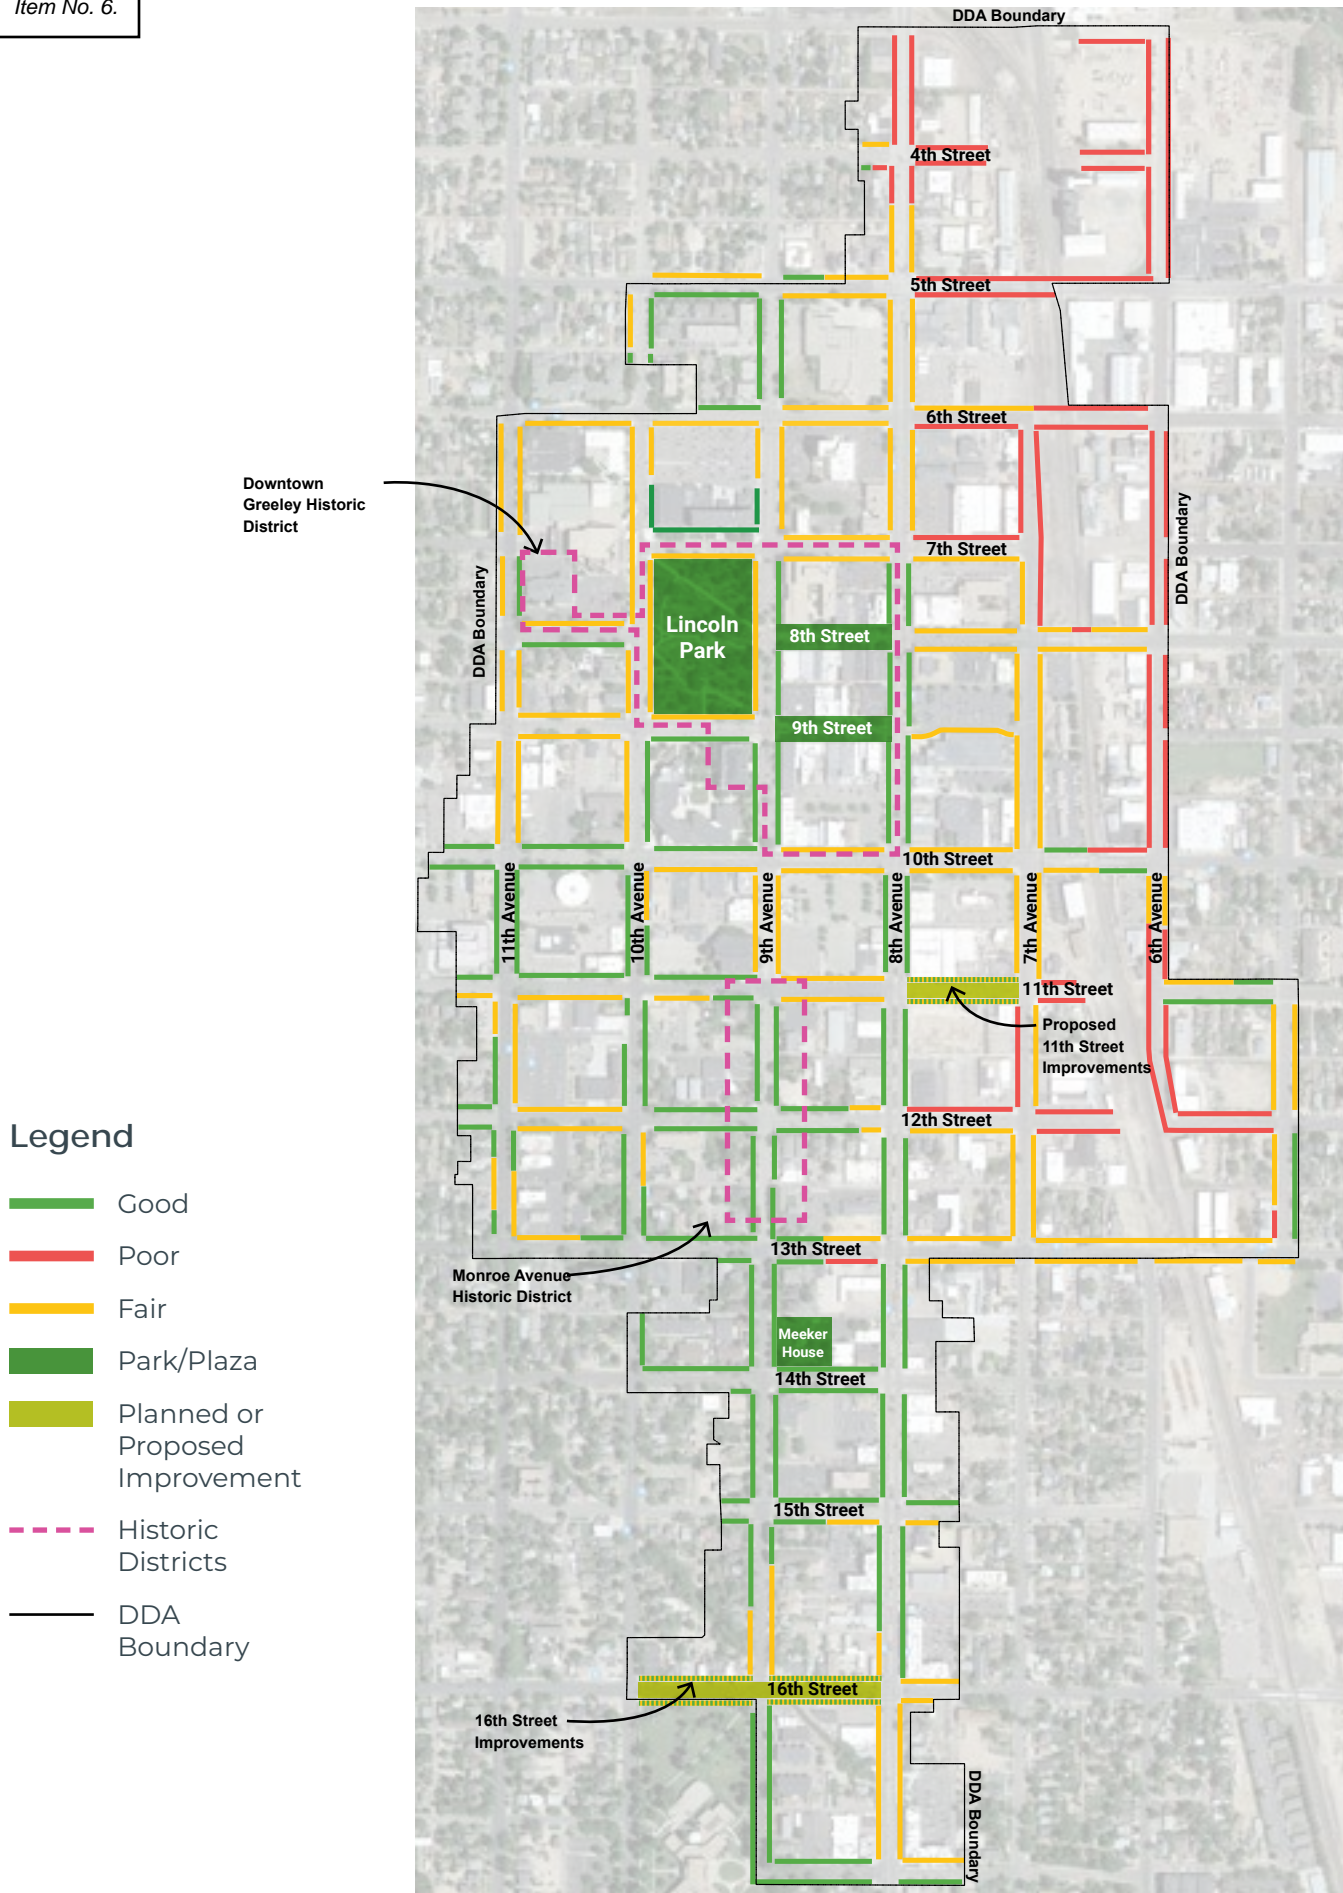 Item No. 6.
DDA Boundary
4th Street
5th Street
6th Street
Downtown
Greeley Historic
District
7th Street
DDA Boundary
DDA Boundary
Lincoln
Park
8th Street
9th Street
10th Street
11th Avenue
10th Avenue
9th Avenue
8th Avenue
7th Avenue
6th Avenue
11th Street
Proposed
11th Street
Improvements
12th Street
13th Street
Monroe Avenue
Historic District
Meeker
House
14th Street
15th Street
16th Street
16th Street
Improvements
DDA Boundary
Legend
Good
Poor
Fair
Park/Plaza
Planned or
Proposed
Improvement
Historic
Districts
DDA
Boundary